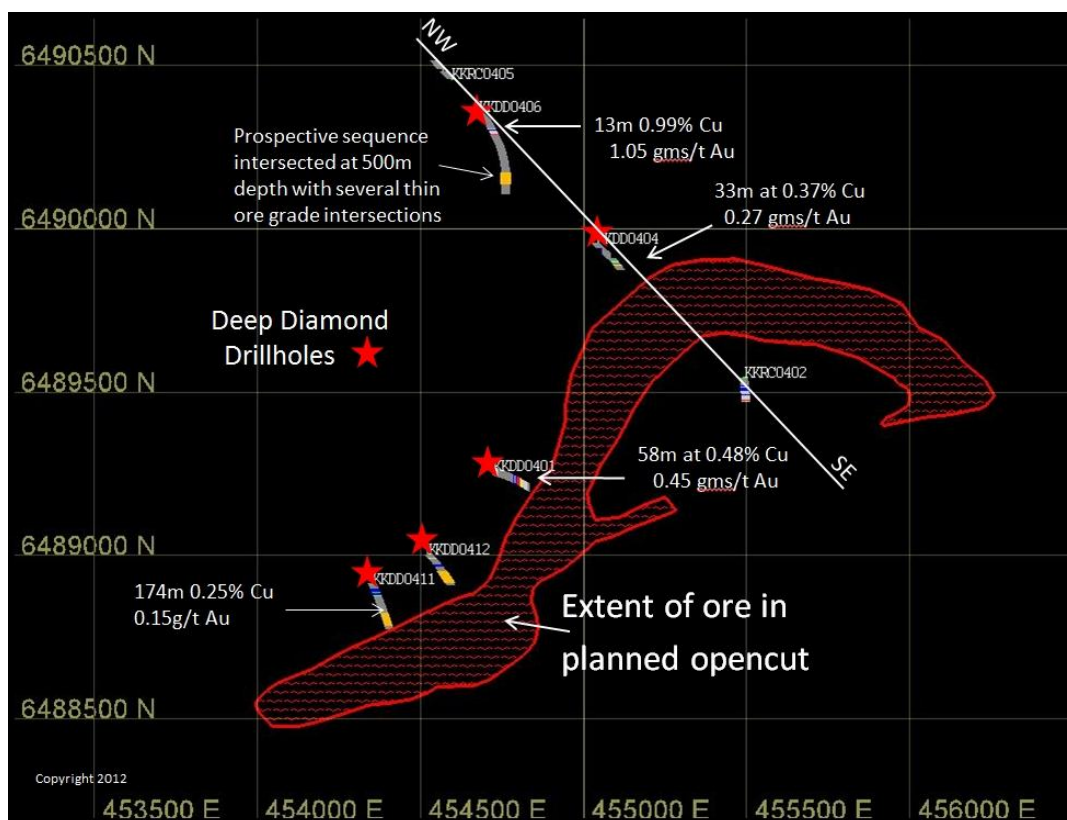 NW
6490500 N
KKRC0405
KKDD0406
13m 0.99% Cu
1.05 gms/t Au
Prospective sequence
intersected at 500m
depth with several thin
ore grade intersections
33m at 0.37% Cu
0.27 gms/t Au
6490000 N
KKDD0404
Deep Diamond
Drillholes
6489500 N
KKRC0402
58m at 0.48% Cu
0.45 gms/t Au
SE
KKDD0401
6489000 N
KKDD0412
KKDD0411
174m 0.25% Cu
0.15g/t Au
Extent of ore in
planned opencut
6488500 N
Copyright 2012
453500 E
454000 E
454500 E
455000 E
455500 E
456000 E